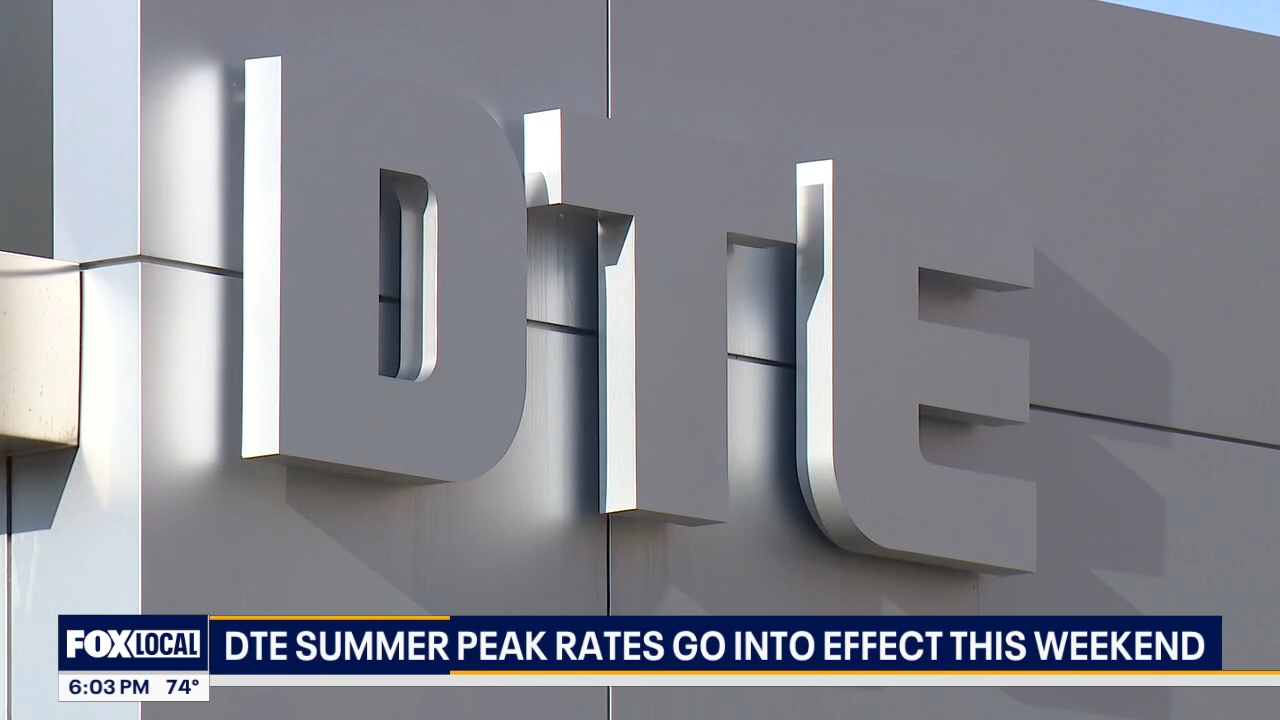 DTE
FOX LOCAL
DTE SUMMER PEAK RATES GO INTO EFFECT THIS WEEKEND
6:03 PM 74°